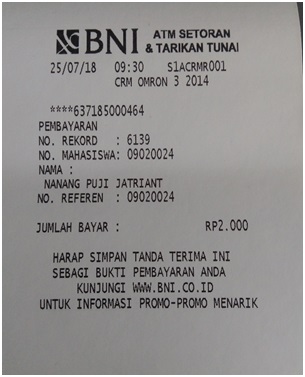 BNI ATM SETORAN
& TARIKAN TUNAI
25/07/18 09:30 S1ACRMR001
CRM OMRON 3 2014
****637185000464
PEMBAYARAN
NO. REKORD : 6139
NO. MAHASISWA: 09020024
NAMA :
NANANG PUJI JATRIANT
NO. REFEREN : 09020024
JUMLAH BAYAR : RP2.000
HARAP SIMPAN TANDA TERIMA INI
SEBAGI BUKTI PEMBAYARAN ANDA
KUNJUNGI WWW.BNI.CO.ID
UNTUK INFORMASI PROMO-PROMO MENARIK